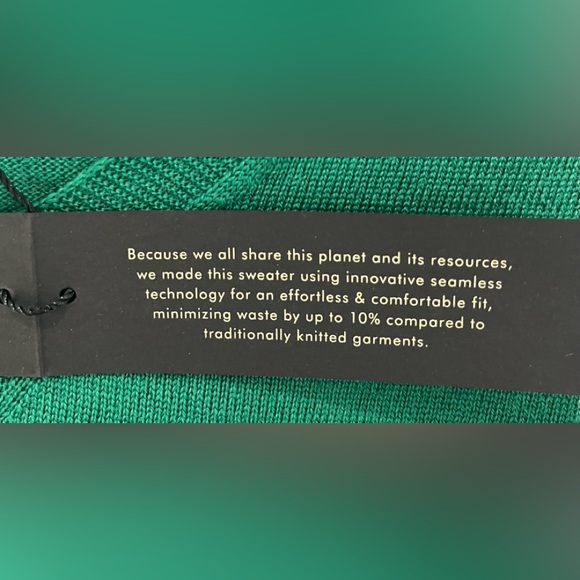 Because we all share this planet and its resources,
we made this sweater using innovative seamless
technology for an effortless & comfortable fit,
minimizing waste by up to 10% compared to
traditionally knitted garments.